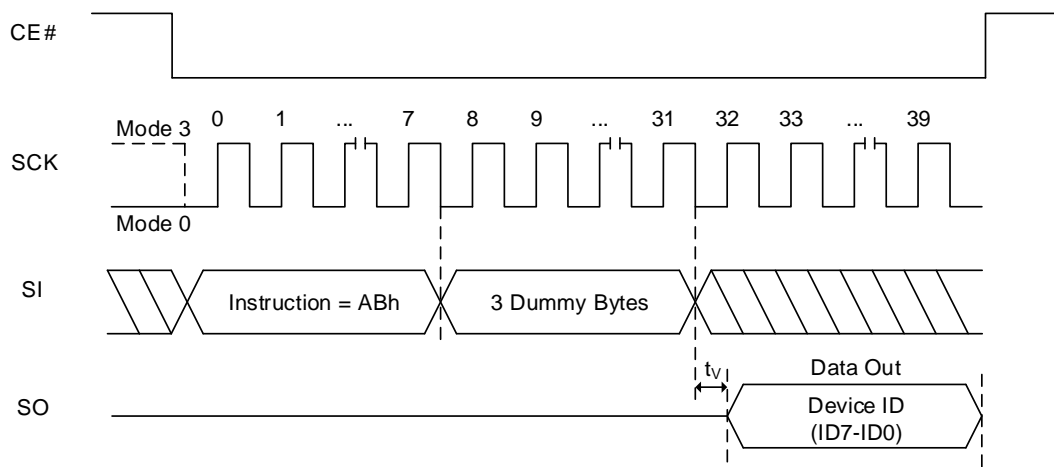 CE#
0 1 ... 7 8 9 ... 31 32 33 ... 39
Mode 3
SCK
Mode 0
SI
Instruction = ABh
3 Dummy Bytes
tV
Data Out
SO
Device ID
(ID7-ID0)